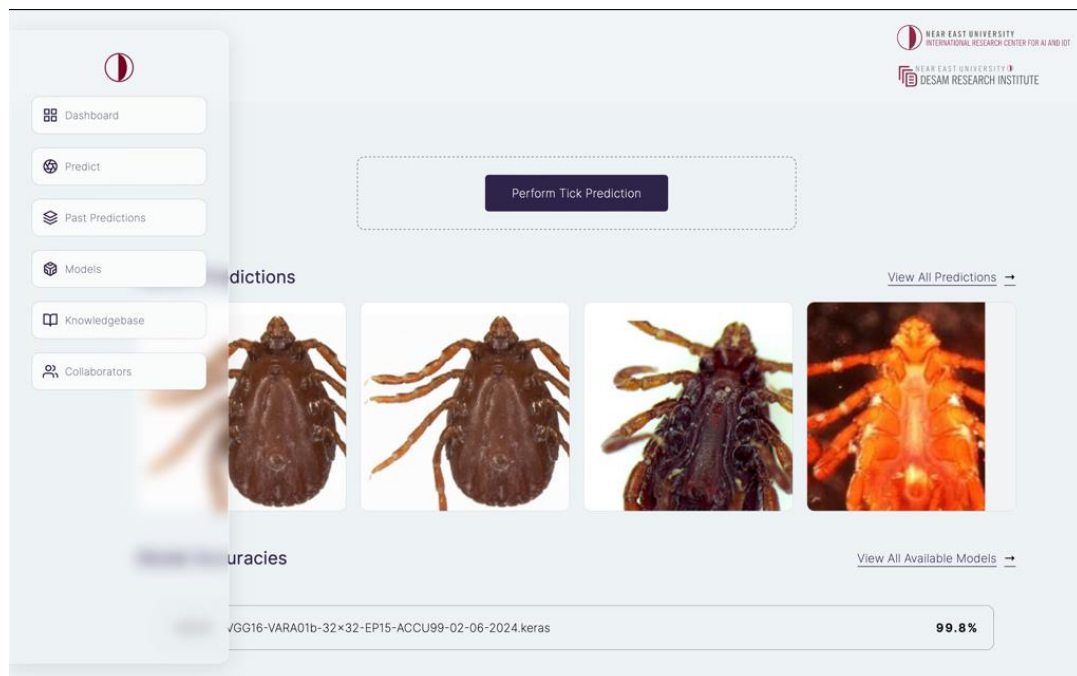 NEAR EAST UNIVERSITY
INTERNATIONAL RESEARCH CENTER FOR AI AND IOT
NEAR EAST UNIVERSITY
DESAM RESEARCH INSTITUTE
Dashboard
Predict
Past Predictions
Models
Knowledgebase
Collaborators
Perform Tick Prediction
dictions
View All Predictions →
uracies
View All Available Models →
VGG16-VARA01b-32×32-EP15-ACCU99-02-06-2024.keras
99.8%